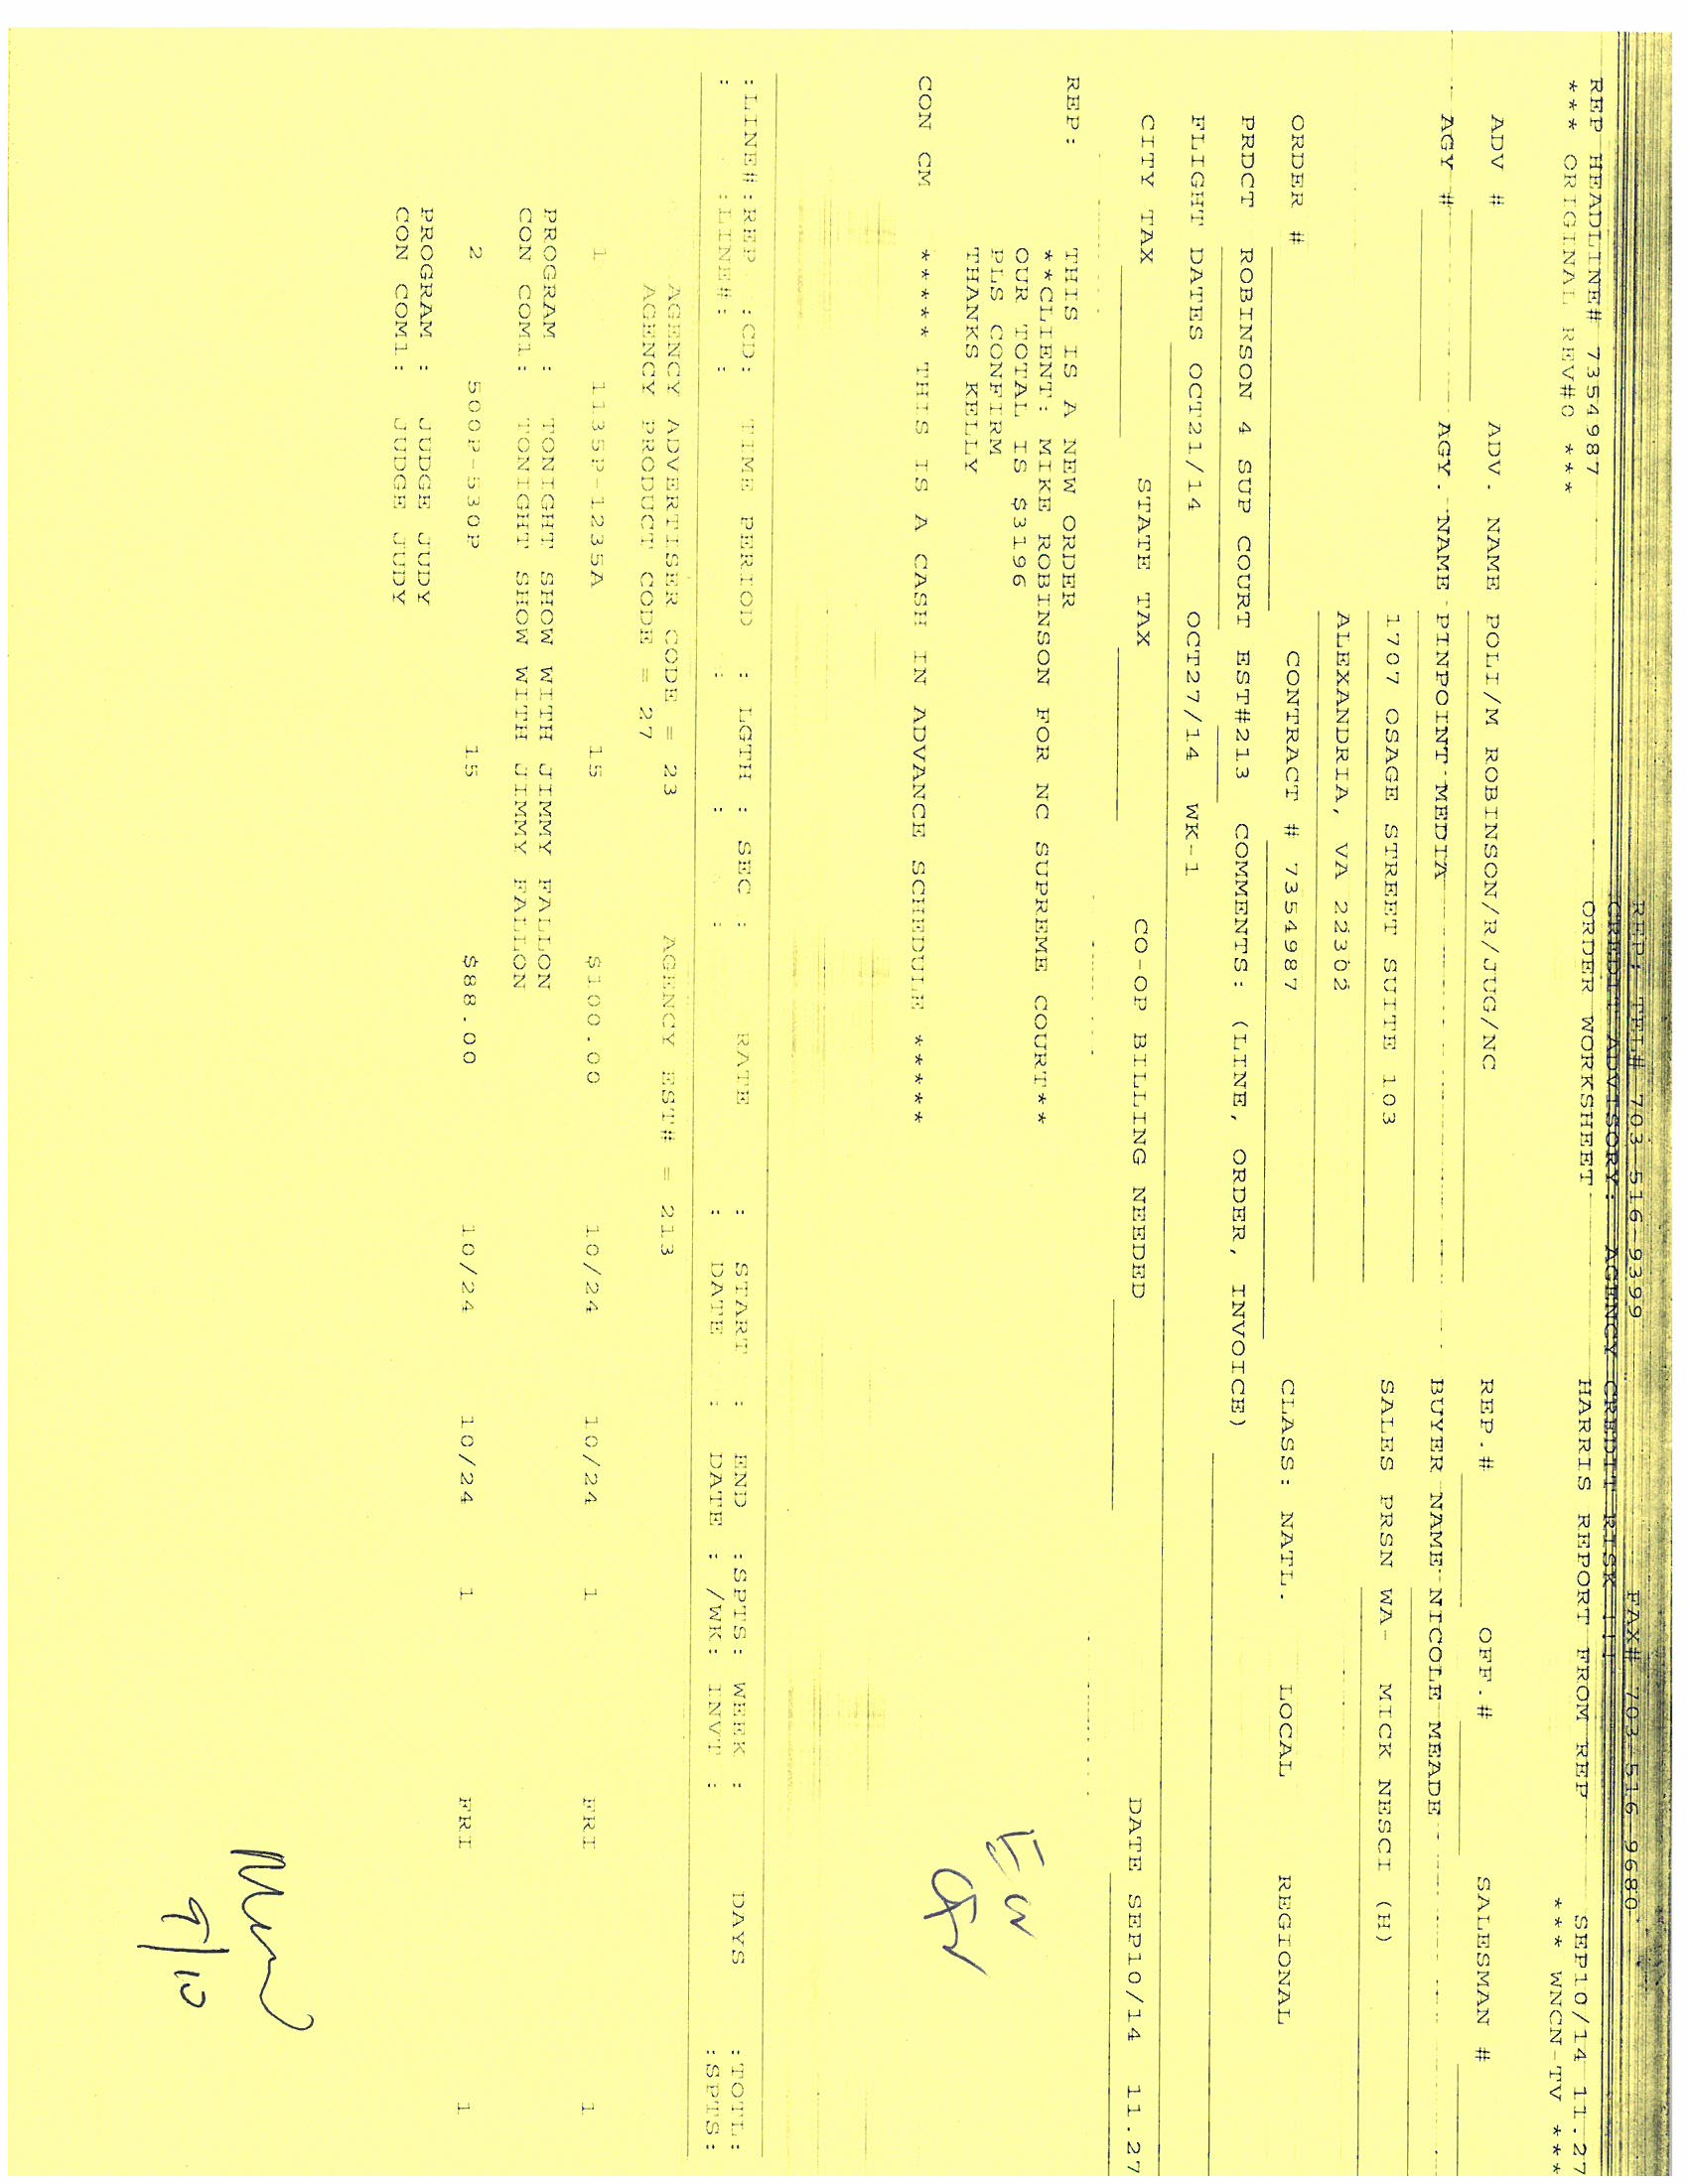 REP. TEL# 703-516-9399 FAX# 703-516-9680
CREDIT ADVISORY: AGENCY CREDIT RISK !!!
REP HEADLINE# 7354987 ORDER WORKSHEET HARRIS REPORT FROM REP SEP10/14 11.27
*** ORIGINAL REV#0 *** *** WNCN-TV ***
ADV # ADV. NAME POLI/M ROBINSON/R/JUG/NC REP.# OFF.# SALESMAN #
AGY # AGY. NAME PINPOINT MEDIA BUYER NAME NICOLE MEADE
1707 OSAGE STREET SUITE 103 SALES PRSN WA- MICK NESCI (H)
ALEXANDRIA, VA 22302
ORDER # CONTRACT # 7354987 CLASS: NATL. LOCAL REGIONAL
PRDCT ROBINSON 4 SUP COURT EST#213 COMMENTS: (LINE, ORDER, INVOICE)
FLIGHT DATES OCT21/14 OCT27/14 WK-1
CITY TAX STATE TAX CO-OP BILLING NEEDED DATE SEP10/14 11.27
REP: THIS IS A NEW ORDER
**CLIENT: MIKE ROBINSON FOR NC SUPREME COURT**
OUR TOTAL IS $3196
PLS CONFIRM
THANKS KELLY
CON CM ***** THIS IS A CASH IN ADVANCE SCHEDULE *****
:LINE#:REP :CD: TIME PERIOD : LGTH : SEC : RATE : START : END :SPTS: WEEK : DAYS :TOTL:
: :LINE#: : : : : : DATE : DATE : /WK: INVT : :SPTS:
AGENCY ADVERTISER CODE = 23 AGENCY EST# = 213
AGENCY PRODUCT CODE = 27
1 1135P-1235A 15 $100.00 10/24 10/24 1 FRI 1
PROGRAM : TONIGHT SHOW WITH JIMMY FALLON
CON COM1: TONIGHT SHOW WITH JIMMY FALLON
2 500P-530P 15 $88.00 10/24 10/24 1 FRI 1
PROGRAM : JUDGE JUDY
CON COM1: JUDGE JUDY
9/10